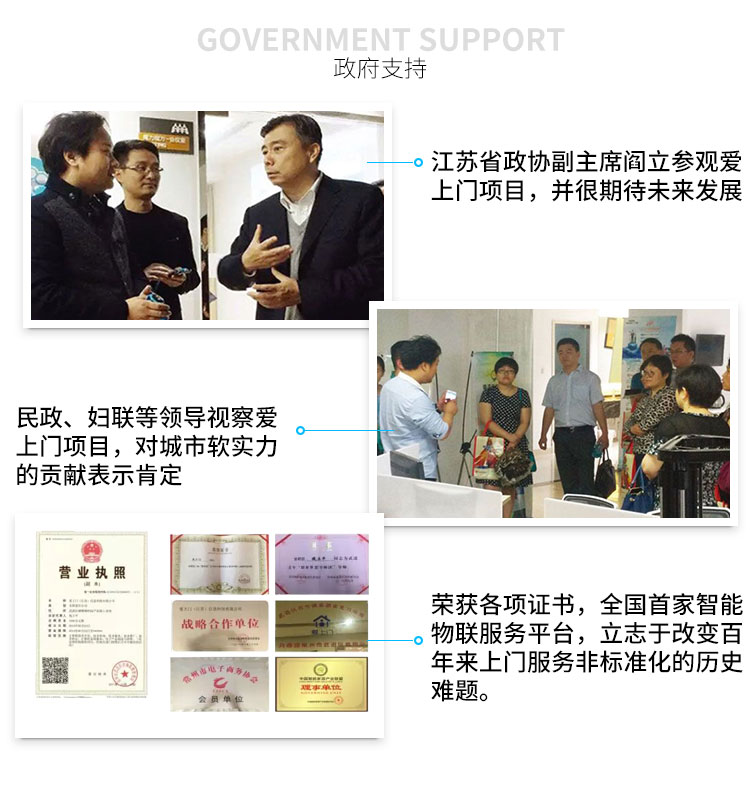 GOVERNMENT SUPPORT
政府支持
江苏省政协副主席阎立参观爱
上门项目，并很期待未来发展
民政、妇联等领导视察爱
上门项目，对城市软实力
的贡献表示肯定
营业执照
战略合作单位
常州市电子商务协会
会员单位
理事单位
荣获各项证书，全国首家智能
物联服务平台，立志于改变百
年来上门服务非标准化的历史
难题。